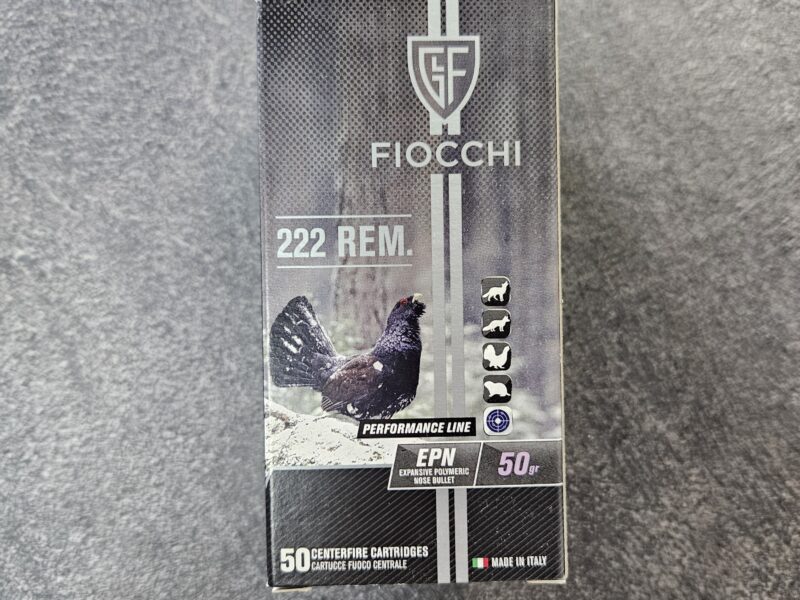 GLF
FIOCCHI
222 REM.
PERFORMANCE LINE
EPN
EXPANSIVE POLYMERIC
NOSE BULLET
50gr
50 CENTERFIRE CARTRIDGES
CARTUCCE FUOCO CENTRALE
MADE IN ITALY